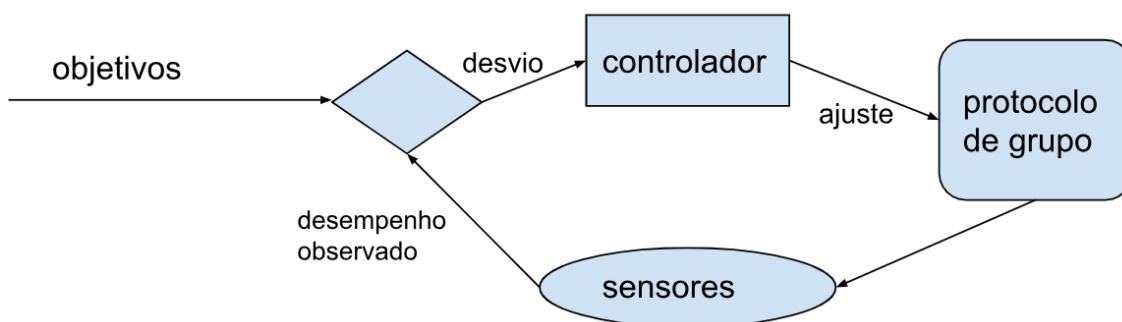 objetivos
desvio
controlador
ajuste
protocolo
de grupo
desempenho
observado
sensores